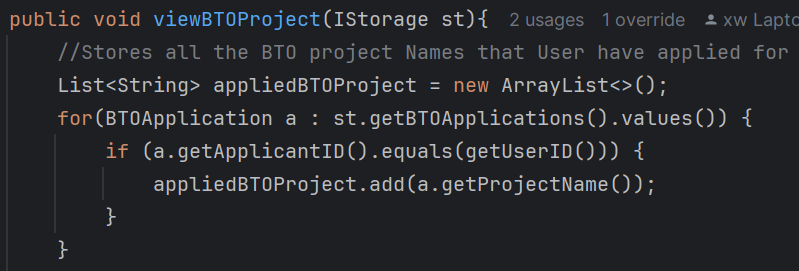 public void viewBTOProject(IStorage st){ 2 usages 1 override xw Lapto
//Stores all the BTO project Names that User have applied for
List<String> appliedBTOProject = new ArrayList<>();
for(BTOApplication a : st.getBTOApplications().values()) {
if (a.getApplicantID().equals(getUserID())) {
appliedBTOProject.add(a.getProjectName());
}
}